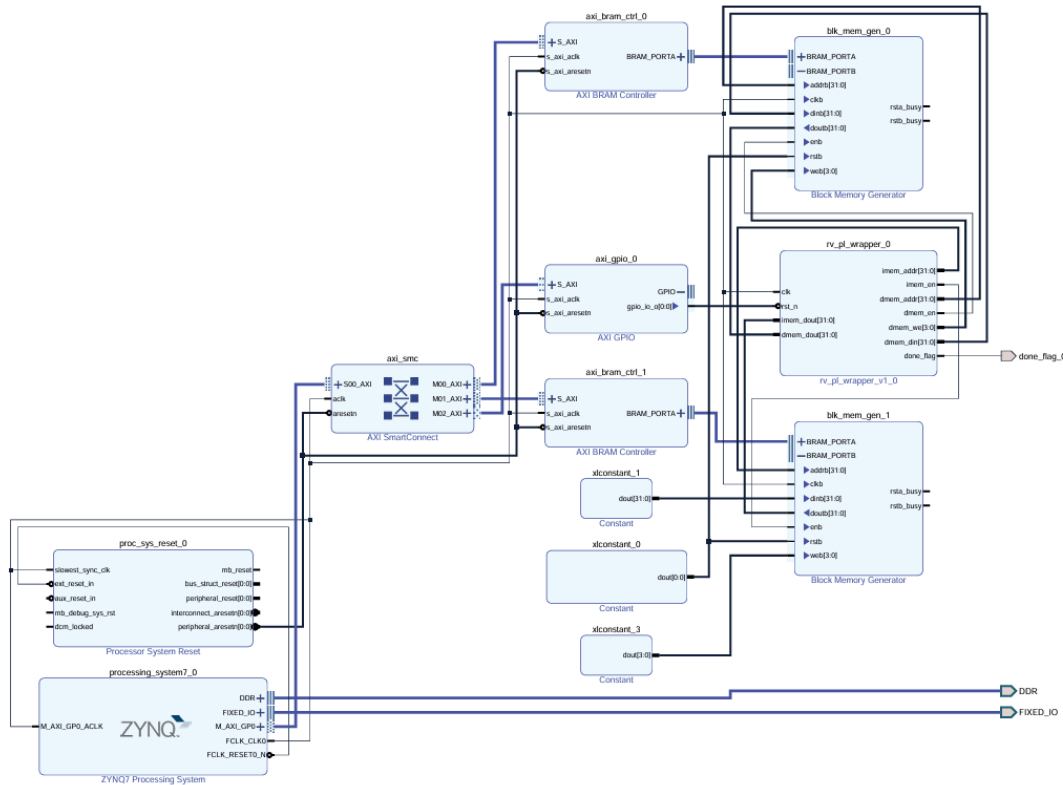 axi_bram_ctrl_0
S_AXI
s_axi_aclk
s_axi_aresetn
BRAM_PORTA
AXI BRAM Controller
blk_mem_gen_0
BRAM_PORTA
BRAM_PORTB
addrb[31:0]
clkb
dinb[31:0]
doutb[31:0]
enb
rstb
web[3:0]
rsta_busy
rstb_busy
Block Memory Generator
axi_gpio_0
S_AXI
s_axi_aclk
s_axi_aresetn
GPIO
gpio_io_o[0:0]
AXI GPIO
rv_pl_wrapper_0
clk
rst_n
imem_dout[31:0]
dmem_dout[31:0]
imem_addr[31:0]
imem_en
dmem_addr[31:0]
dmem_en
dmem_we[3:0]
dmem_din[31:0]
done_flag
rv_pl_wrapper_v1_0
done_flag_0
axi_smc
S00_AXI
aclk
aresetn
M00_AXI
M01_AXI
M02_AXI
AXI SmartConnect
axi_bram_ctrl_1
S_AXI
s_axi_aclk
s_axi_aresetn
BRAM_PORTA
AXI BRAM Controller
blk_mem_gen_1
BRAM_PORTA
BRAM_PORTB
addrb[31:0]
clkb
dinb[31:0]
doutb[31:0]
enb
rstb
web[3:0]
rsta_busy
rstb_busy
Block Memory Generator
xlconstant_1
dout[31:0]
Constant
xlconstant_0
dout[0:0]
Constant
xlconstant_3
dout[3:0]
Constant
proc_sys_reset_0
slowest_sync_clk
ext_reset_in
aux_reset_in
mb_debug_sys_rst
dcm_locked
mb_reset
bus_struct_reset[0:0]
peripheral_reset[0:0]
interconnect_aresetn[0:0]
peripheral_aresetn[0:0]
Processor System Reset
processing_system7_0
M_AXI_GP0_ACLK
ZYNQ
DDR
FIXED_IO
M_AXI_GP0
FCLK_CLK0
FCLK_RESET0_N
ZYNQ7 Processing System
DDR
FIXED_IO